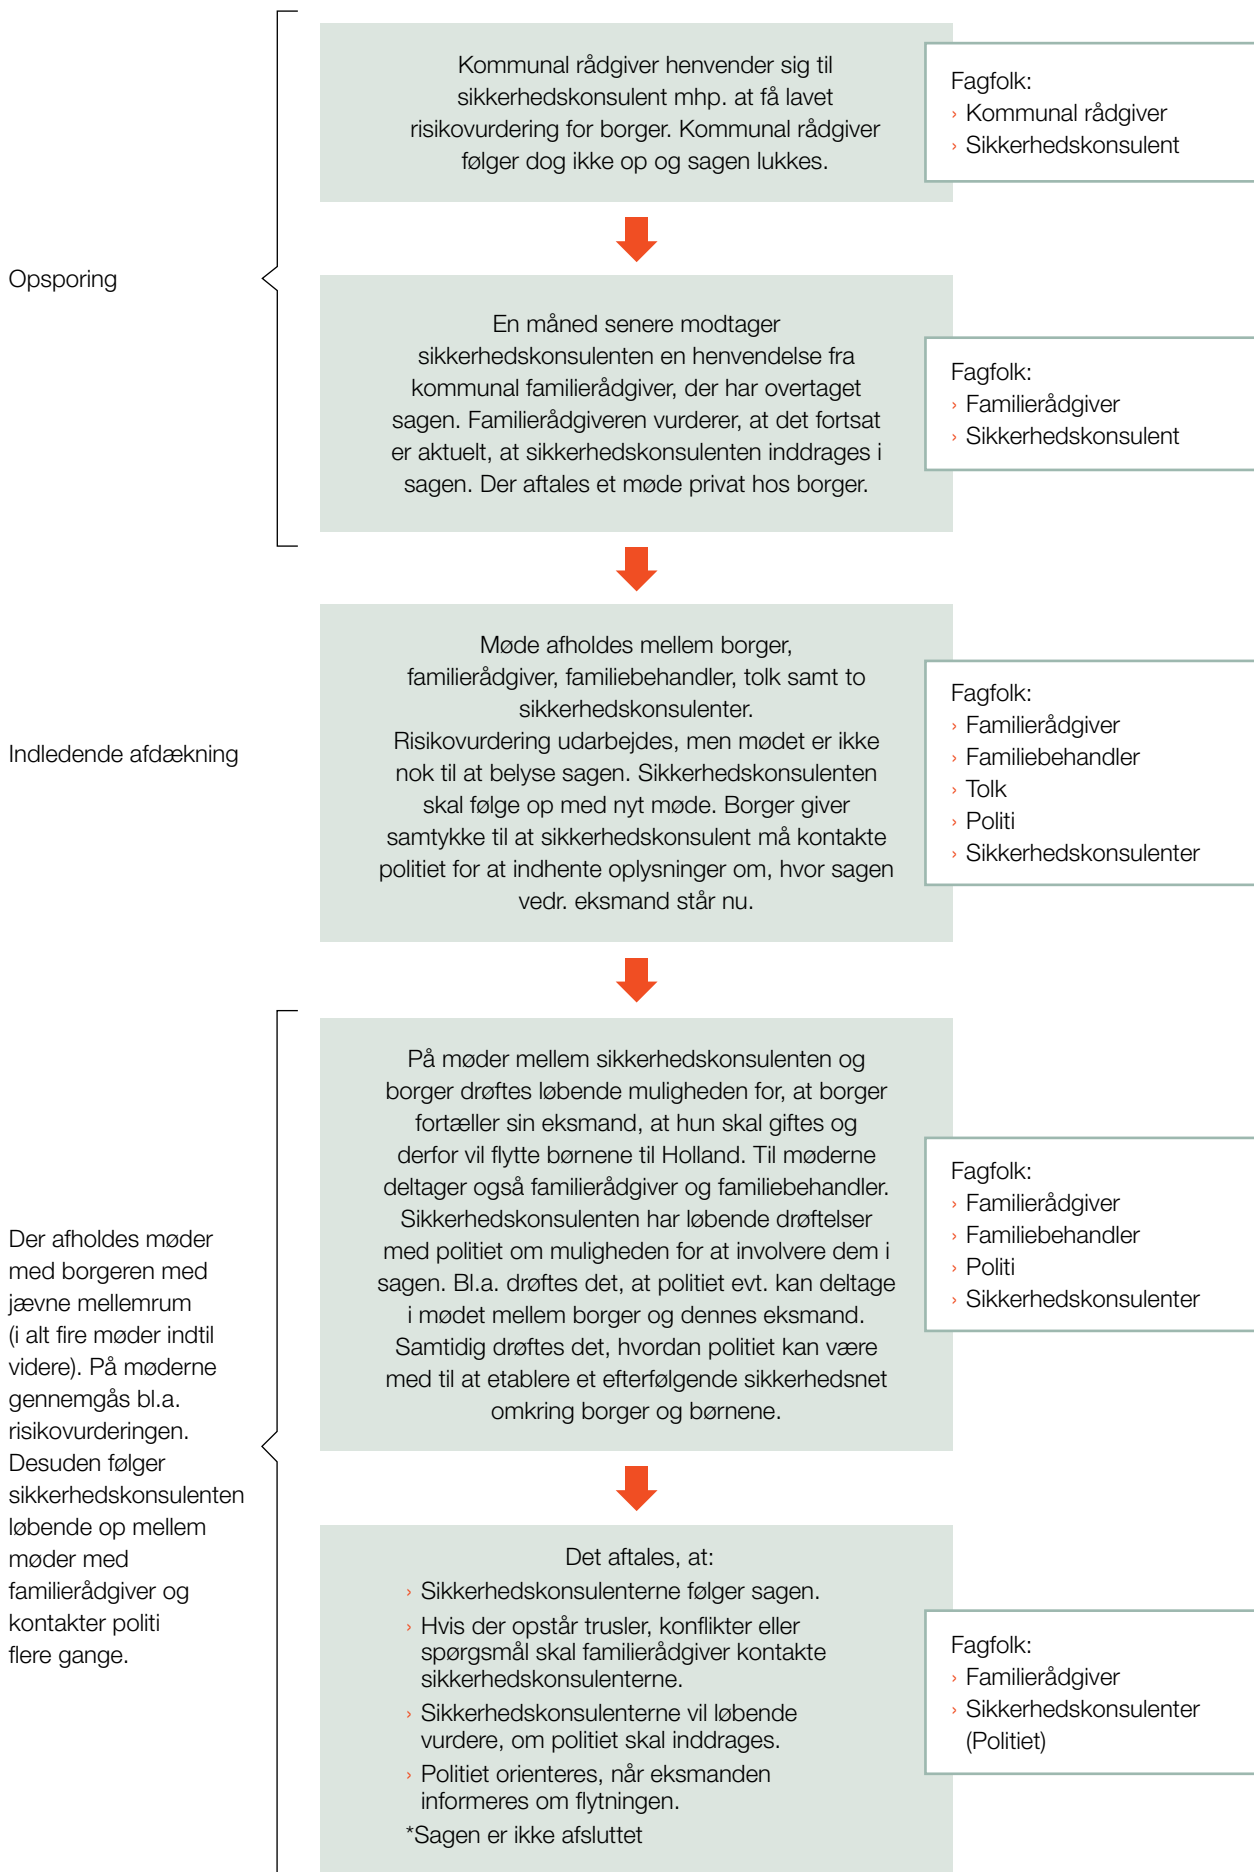 Kommunal rådgiver henvender sig til
sikkerhedskonsulent mhp. at få lavet
risikovurdering for borger. Kommunal rådgiver
følger dog ikke op og sagen lukkes.
Fagfolk:
› Kommunal rådgiver
› Sikkerhedskonsulent
Opsporing
En måned senere modtager
sikkerhedskonsulenten en henvendelse fra
kommunal familierådgiver, der har overtaget
sagen. Familierådgiveren vurderer, at det fortsat
er aktuelt, at sikkerhedskonsulenten inddrages i
sagen. Der aftales et møde privat hos borger.
Fagfolk:
› Familierådgiver
› Sikkerhedskonsulent
Indledende afdækning
Møde afholdes mellem borger,
familierådgiver, familiebehandler, tolk samt to
sikkerhedskonsulenter.
Risikovurdering udarbejdes, men mødet er ikke
nok til at belyse sagen. Sikkerhedskonsulenten
skal følge op med nyt møde. Borger giver
samtykke til at sikkerhedskonsulent må kontakte
politiet for at indhente oplysninger om, hvor sagen
vedr. eksmand står nu.
Fagfolk:
› Familierådgiver
› Familiebehandler
› Tolk
› Politi
› Sikkerhedskonsulenter
Der afholdes møder
med borgeren med
jævne mellemrum
(i alt fire møder indtil
videre). På møderne
gennemgås bl.a.
risikovurderingen.
Desuden følger
sikkerhedskonsulenten
løbende op mellem
møder med
familierådgiver og
kontakter politi
flere gange.
På møder mellem sikkerhedskonsulenten og
borger drøftes løbende muligheden for, at borger
fortæller sin eksmand, at hun skal giftes og
derfor vil flytte børnene til Holland. Til møderne
deltager også familierådgiver og familiebehandler.
Sikkerhedskonsulenten har løbende drøftelser
med politiet om muligheden for at involvere dem i
sagen. Bl.a. drøftes det, at politiet evt. kan deltage
i mødet mellem borger og dennes eksmand.
Samtidig drøftes det, hvordan politiet kan være
med til at etablere et efterfølgende sikkerhedsnet
omkring borger og børnene.
Fagfolk:
› Familierådgiver
› Familiebehandler
› Politi
› Sikkerhedskonsulenter
Det aftales, at:
› Sikkerhedskonsulenterne følger sagen.
› Hvis der opstår trusler, konflikter eller
spørgsmål skal familierådgiver kontakte
sikkerhedskonsulenterne.
› Sikkerhedskonsulenterne vil løbende
vurdere, om politiet skal inddrages.
› Politiet orienteres, når eksmanden
informeres om flytningen.
*Sagen er ikke afsluttet
Fagfolk:
› Familierådgiver
› Sikkerhedskonsulenter
(Politiet)